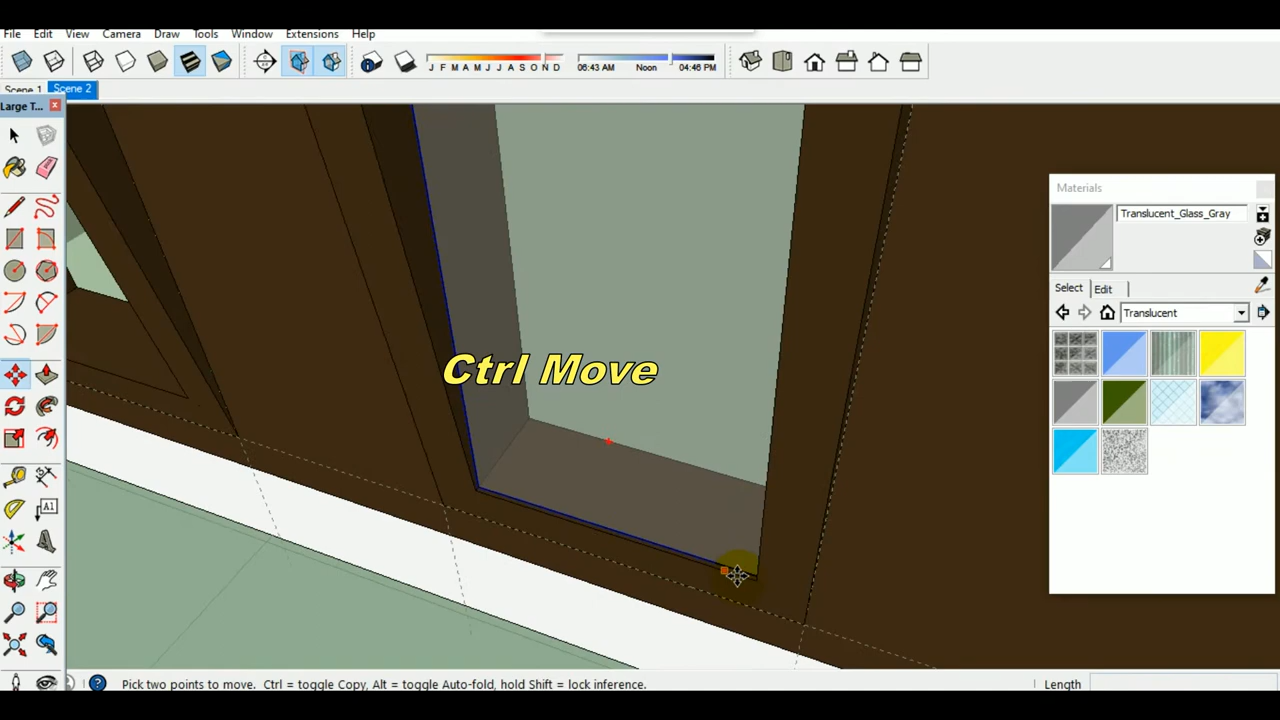 File Edit View Camera Draw Tools Window Extensions Help
J F M A M J J A S O N D 06:43 AM Noon 04:46 PM
Scene 1 Scene 2
Large T...
Materials
Translucent_Glass_Gray
Select Edit
Translucent
Ctrl Move
A1
Pick two points to move. Ctrl = toggle Copy, Alt = toggle Auto-fold, hold Shift = lock inference.
Length